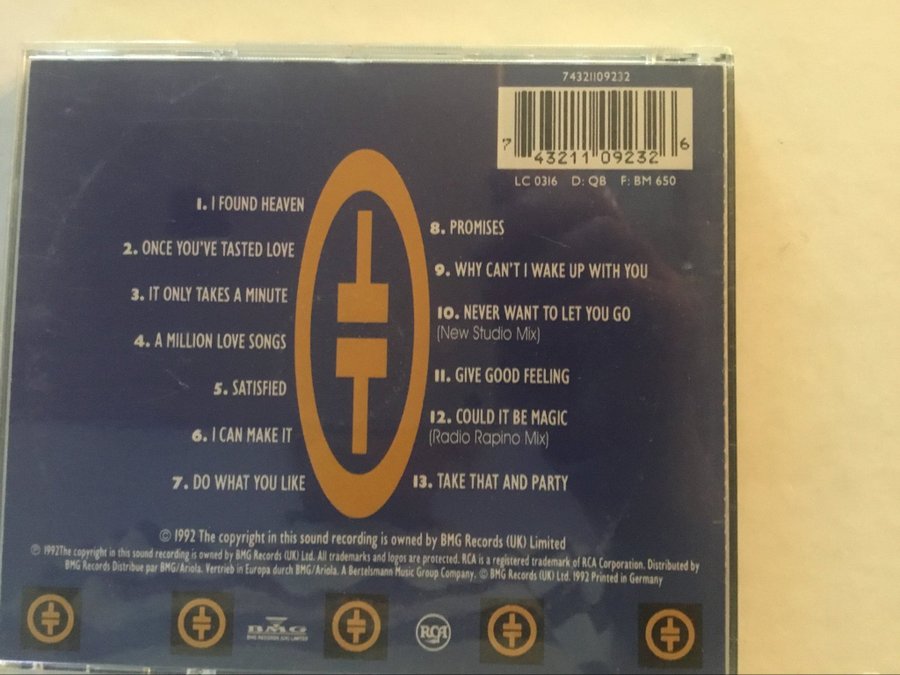 74321109232
7 43211 09232 6
LC 0316 D: QB F: BM 650
1. I FOUND HEAVEN
2. ONCE YOU'VE TASTED LOVE
3. IT ONLY TAKES A MINUTE
4. A MILLION LOVE SONGS
5. SATISFIED
6. I CAN MAKE IT
7. DO WHAT YOU LIKE
8. PROMISES
9. WHY CAN'T I WAKE UP WITH YOU
10. NEVER WANT TO LET YOU GO
(New Studio Mix)
11. GIVE GOOD FEELING
12. COULD IT BE MAGIC
(Radio Rapino Mix)
13. TAKE THAT AND PARTY
© 1992 The copyright in this sound recording is owned by BMG Records (UK) Limited
℗ 1992The copyright in this sound recording is owned by BMG Records (UK) Ltd. All trademarks and logos are protected. RCA is a registered trademark of RCA Corporation. Distributed by
BMG Records Distribue par BMG/Ariola. Vertrieb in Europa durch BMG/Ariola. A Bertelsmann Music Group Company. © BMG Records (UK) Ltd. 1992 Printed in Germany
BMG
BMG RECORDS (UK) LIMITED
RCA